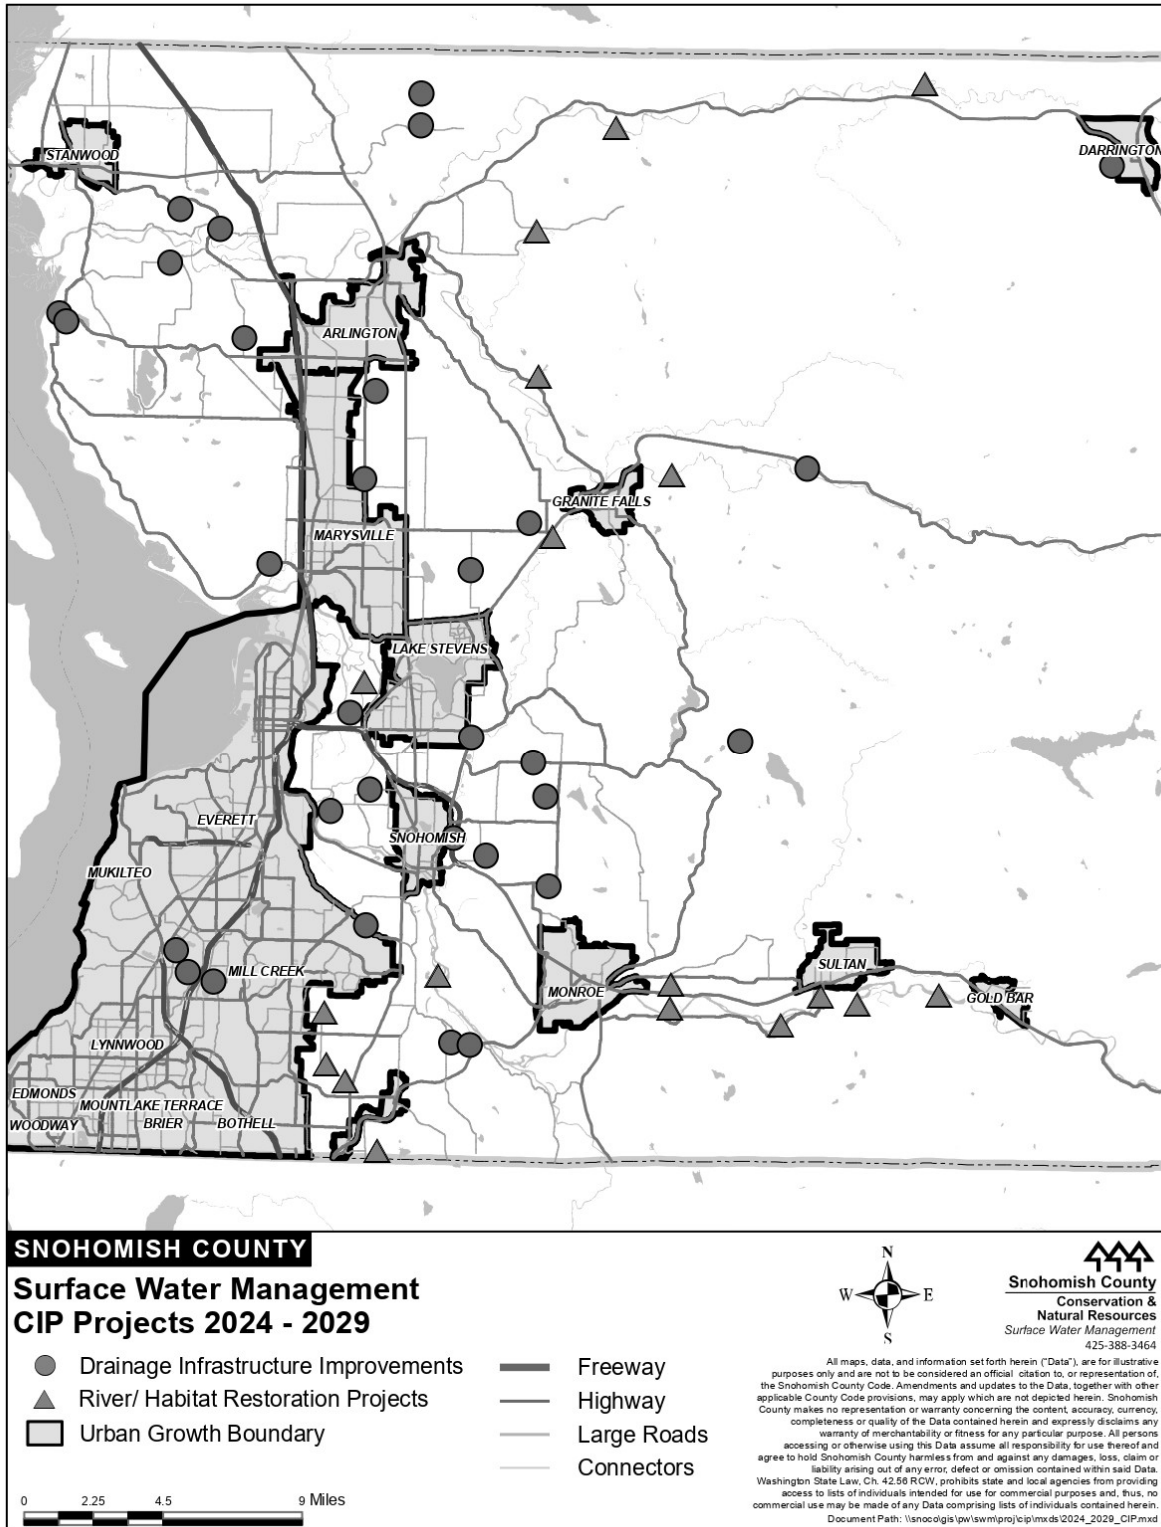 STANWOOD
DARRINGTON
ARLINGTON
GRANITE FALLS
MARYSVILLE
LAKE STEVENS
EVERETT
SNOHOMISH
MUKILTEO
MILL CREEK
SULTAN
MONROE
GOLD BAR
LYNNWOOD
EDMONDS
MOUNTLAKE TERRACE
WOODWAY
BRIER
BOTHELL
SNOHOMISH COUNTY
Surface Water Management
CIP Projects 2024 - 2029
Drainage Infrastructure Improvements
River/ Habitat Restoration Projects
Urban Growth Boundary
Freeway
Highway
Large Roads
Connectors
0 2.25 4.5 9 Miles
N
W E
S
Snohomish County
Conservation &
Natural Resources
Surface Water Management
425-388-3464
All maps, data, and information set forth herein ("Data"), are for illustrative
purposes only and are not to be considered an official citation to, or representation of,
the Snohomish County Code. Amendments and updates to the Data, together with other
applicable County Code provisions, may apply which are not depicted herein. Snohomish
County makes no representation or warranty concerning the content, accuracy, currency,
completeness or quality of the Data contained herein and expressly disclaims any
warranty of merchantability or fitness for any particular purpose. All persons
accessing or otherwise using this Data assume all responsibility for use thereof and
agree to hold Snohomish County harmless from and against any damages, loss, claim or
liability arising out of any error, defect or omission contained within said Data.
Washington State Law, Ch. 42.56 RCW, prohibits state and local agencies from providing
access to lists of individuals intended for use for commercial purposes and, thus, no
commercial use may be made of any Data comprising lists of individuals contained herein.
Document Path: \\snoco\gis\pw\swm\proj\cip\mxds\2024_2029_CIP.mxd